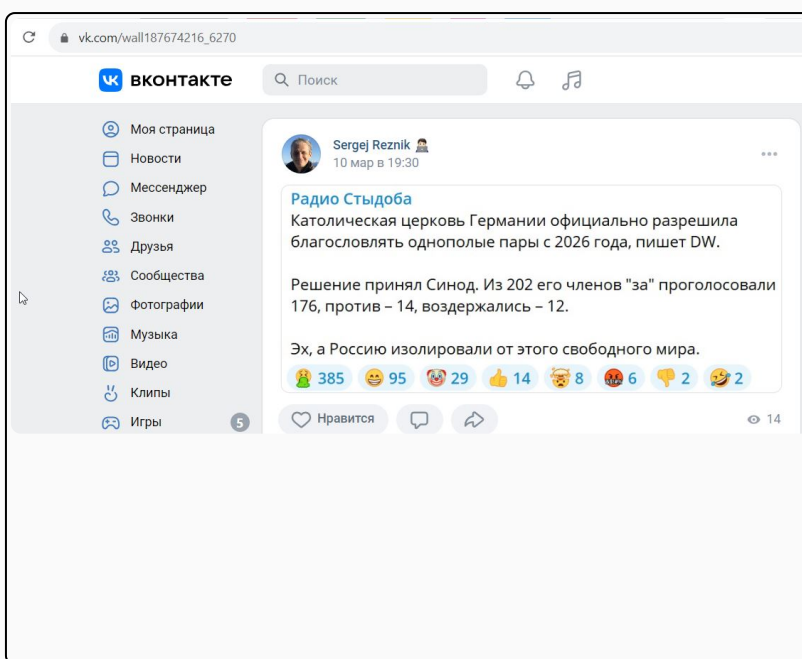 vk.com/wall187674216_6270
вконтакте
Поиск
Моя страница
Новости
Мессенджер
Звонки
Друзья
Сообщества
Фотографии
Музыка
Видео
Клипы
Игры
5
Sergej Reznik
10 мар в 19:30
Радио Стыдоба
Католическая церковь Германии официально разрешила
благословлять однополые пары с 2026 года, пишет DW.
Решение принял Синод. Из 202 его членов "за" проголосовали
176, против – 14, воздержались – 12.
Эх, а Россию изолировали от этого свободного мира.
385 95 29 14 8 6 2 2
Нравится
14